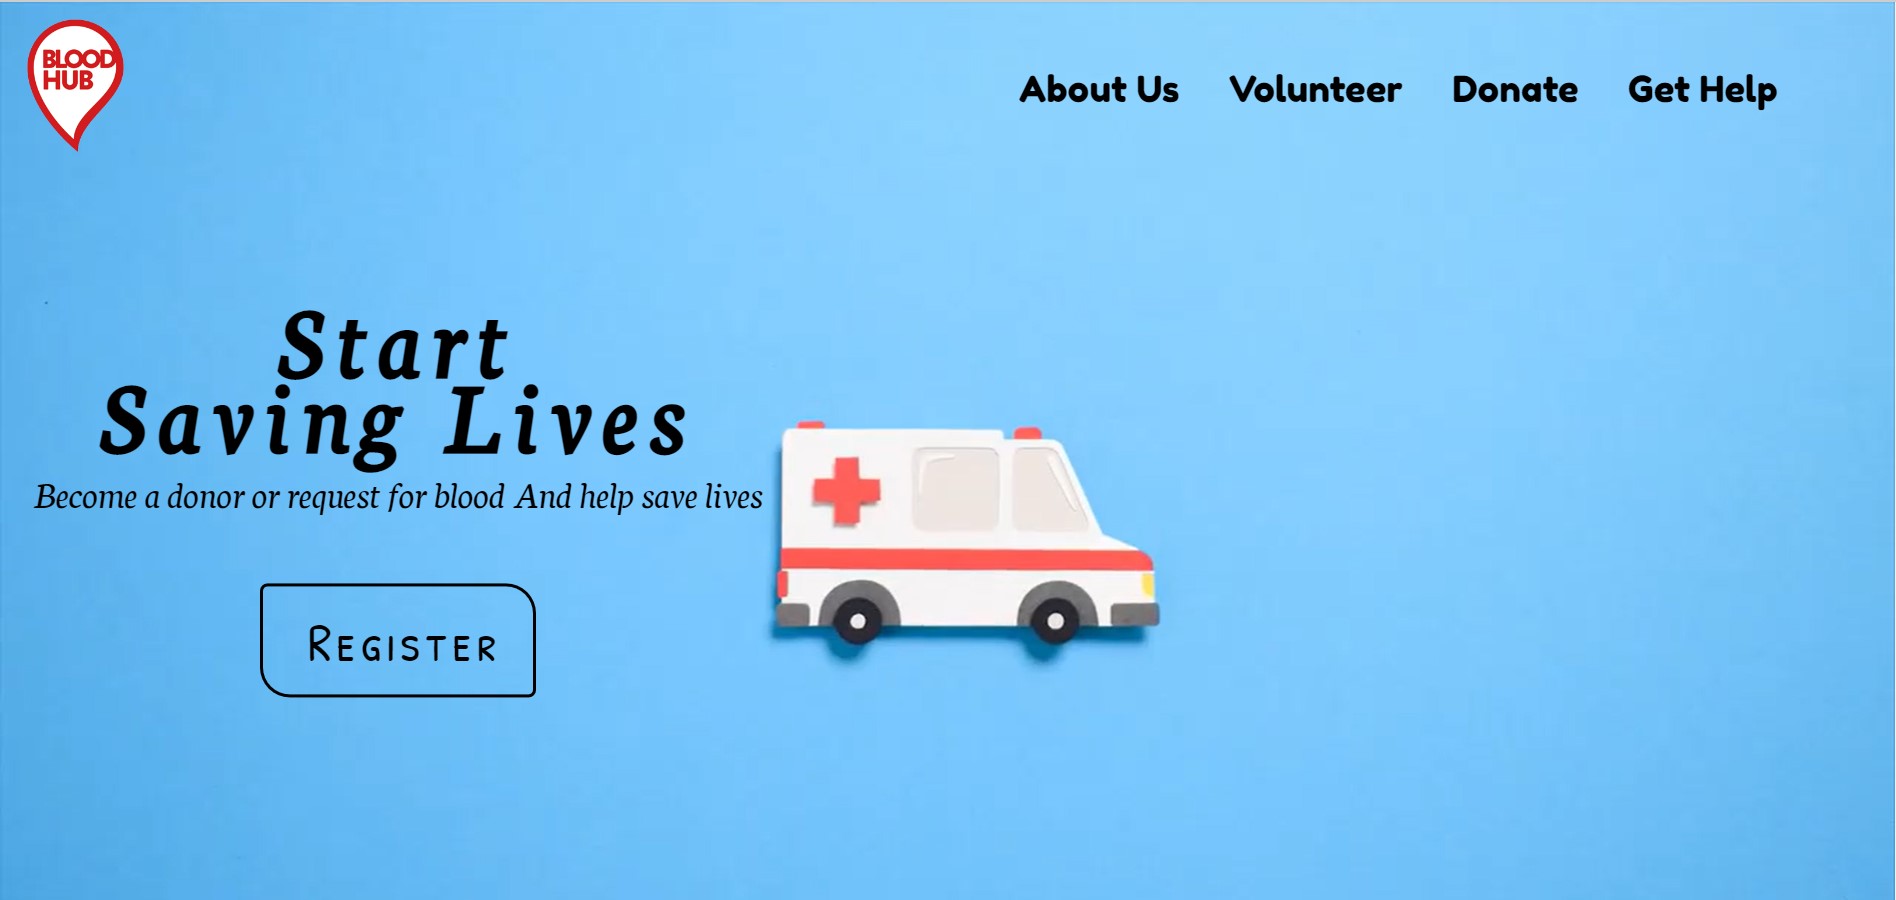 BLOOD
HUB
About Us Volunteer Donate Get Help
Start
Saving Lives
Become a donor or request for blood And help save lives
Register